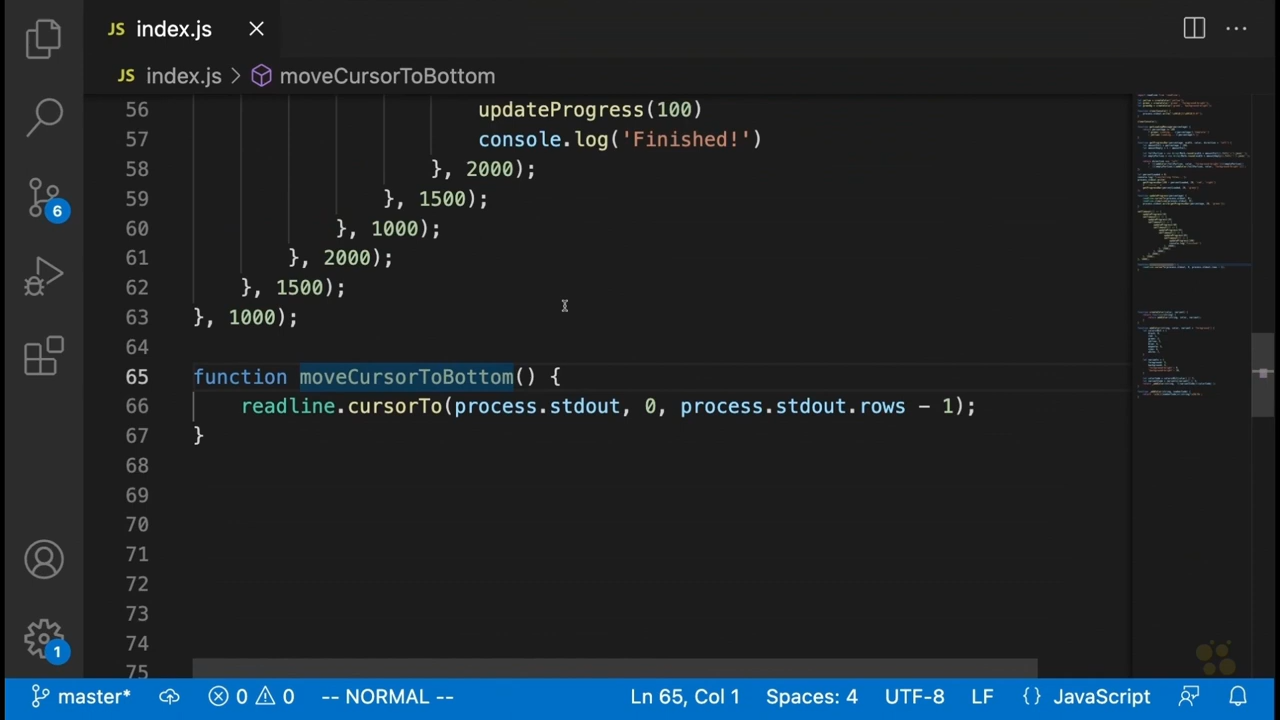 JS index.js
JS index.js > moveCursorToBottom
56 updateProgress(100)
57 console.log('Finished!')
58 }, 2000);
59 }, 1500);
60 }, 1000);
61 }, 2000);
62 }, 1500);
63 }, 1000);
64
65 function moveCursorToBottom() {
66 readline.cursorTo(process.stdout, 0, process.stdout.rows - 1);
67 }
68
69
70
71
72
73
74
75
6
1
master* 0 0 -- NORMAL -- Ln 65, Col 1 Spaces: 4 UTF-8 LF {} JavaScript